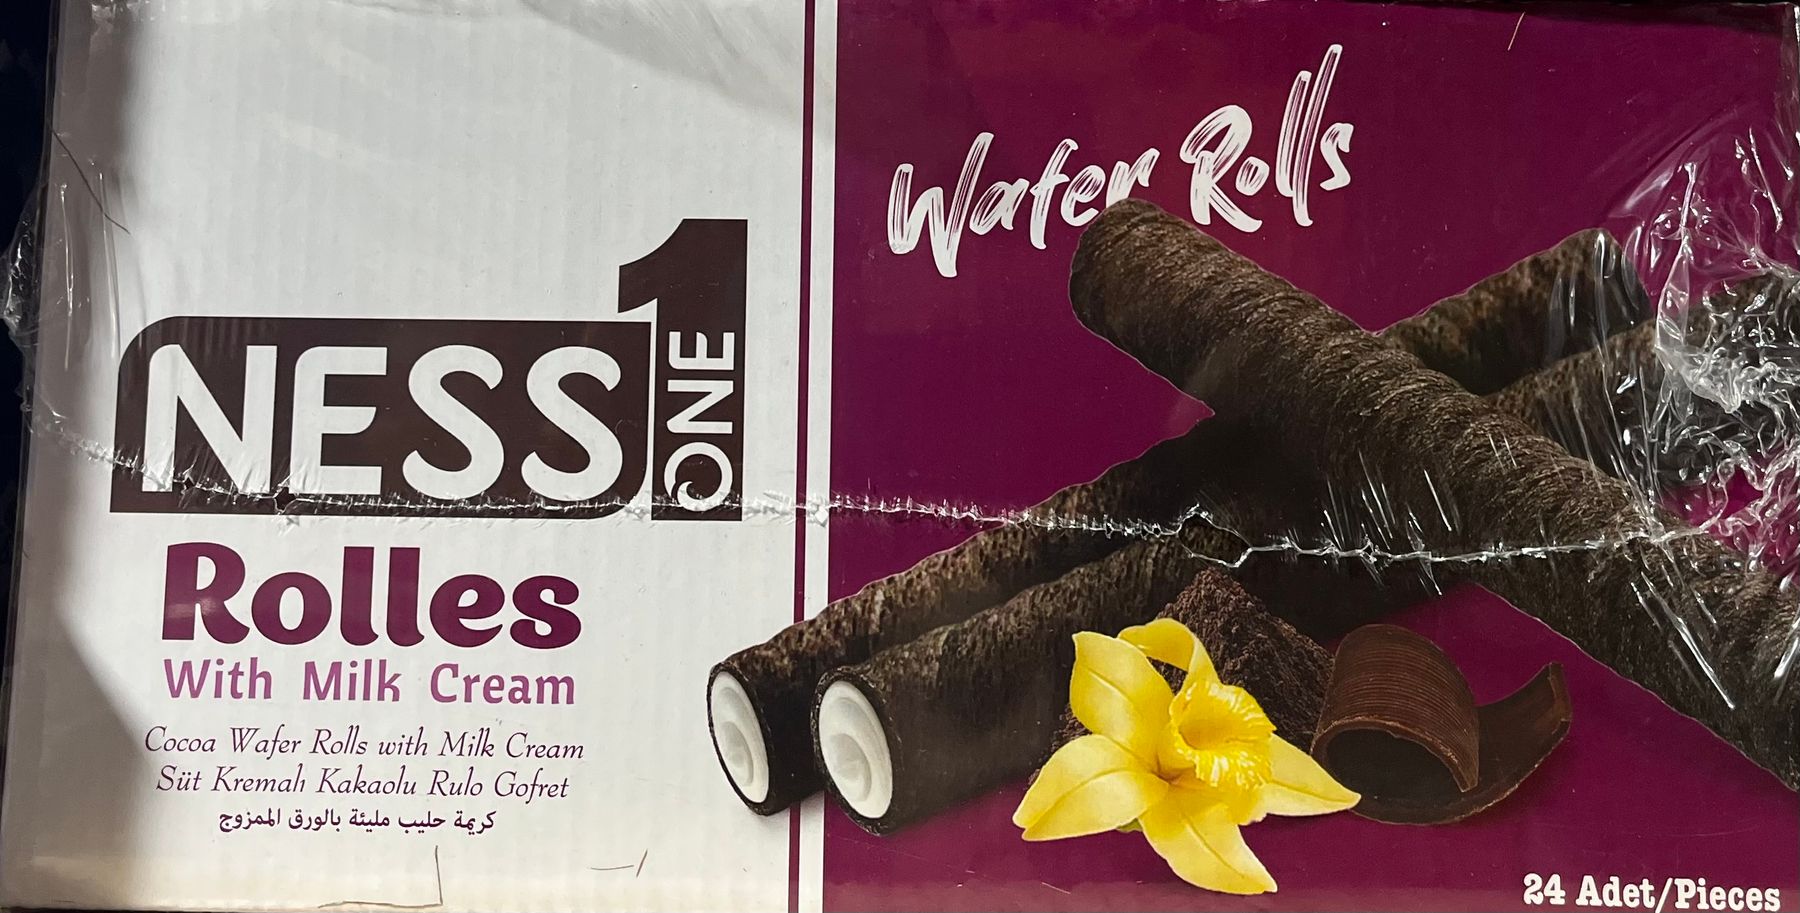 NESS
ONE
1
Rolles
With Milk Cream
Cocoa Wafer Rolls with Milk Cream
Süt Kremalı Kakaolu Rulo Gofret
كريمة حليب مليئة بالورق الممزوج
Wafer Rolls
24 Adet/Pieces